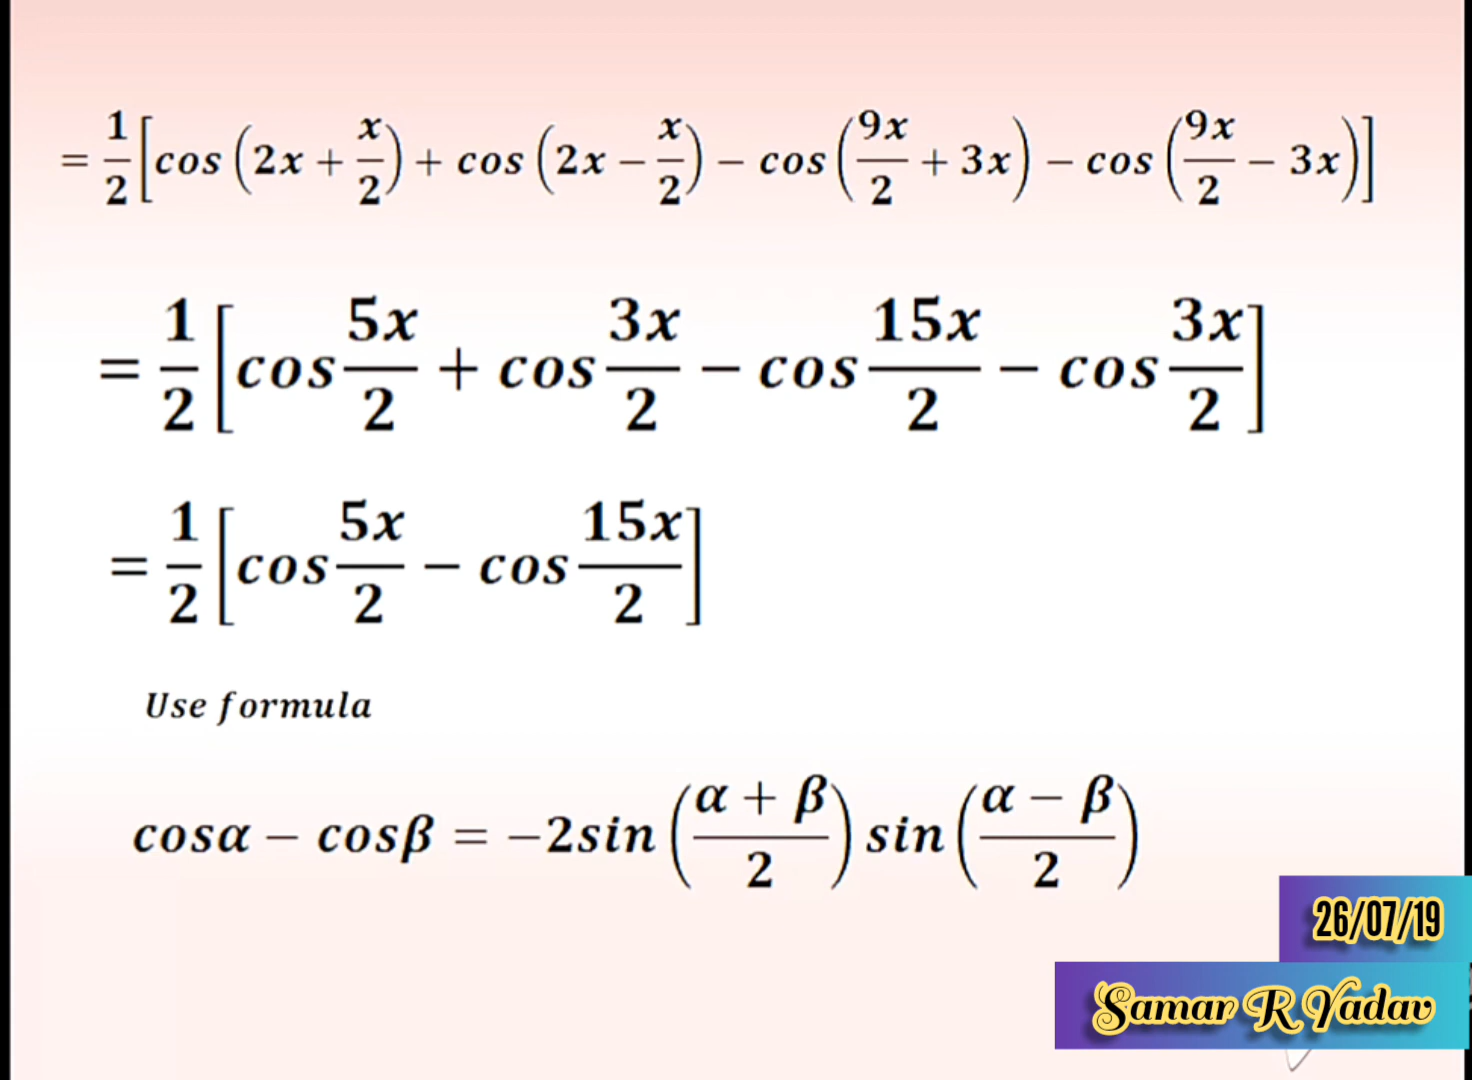 = 1/2 [cos (2x + x/2) + cos (2x − x/2) − cos (9x/2 + 3x) − cos (9x/2 − 3x)]
= 1/2 [cos 5x/2 + cos 3x/2 − cos 15x/2 − cos 3x/2]
= 1/2 [cos 5x/2 − cos 15x/2]
Use formula
cosα − cosβ = −2sin (α + β/2) sin (α − β/2)
26/07/19
Samar R Yadav